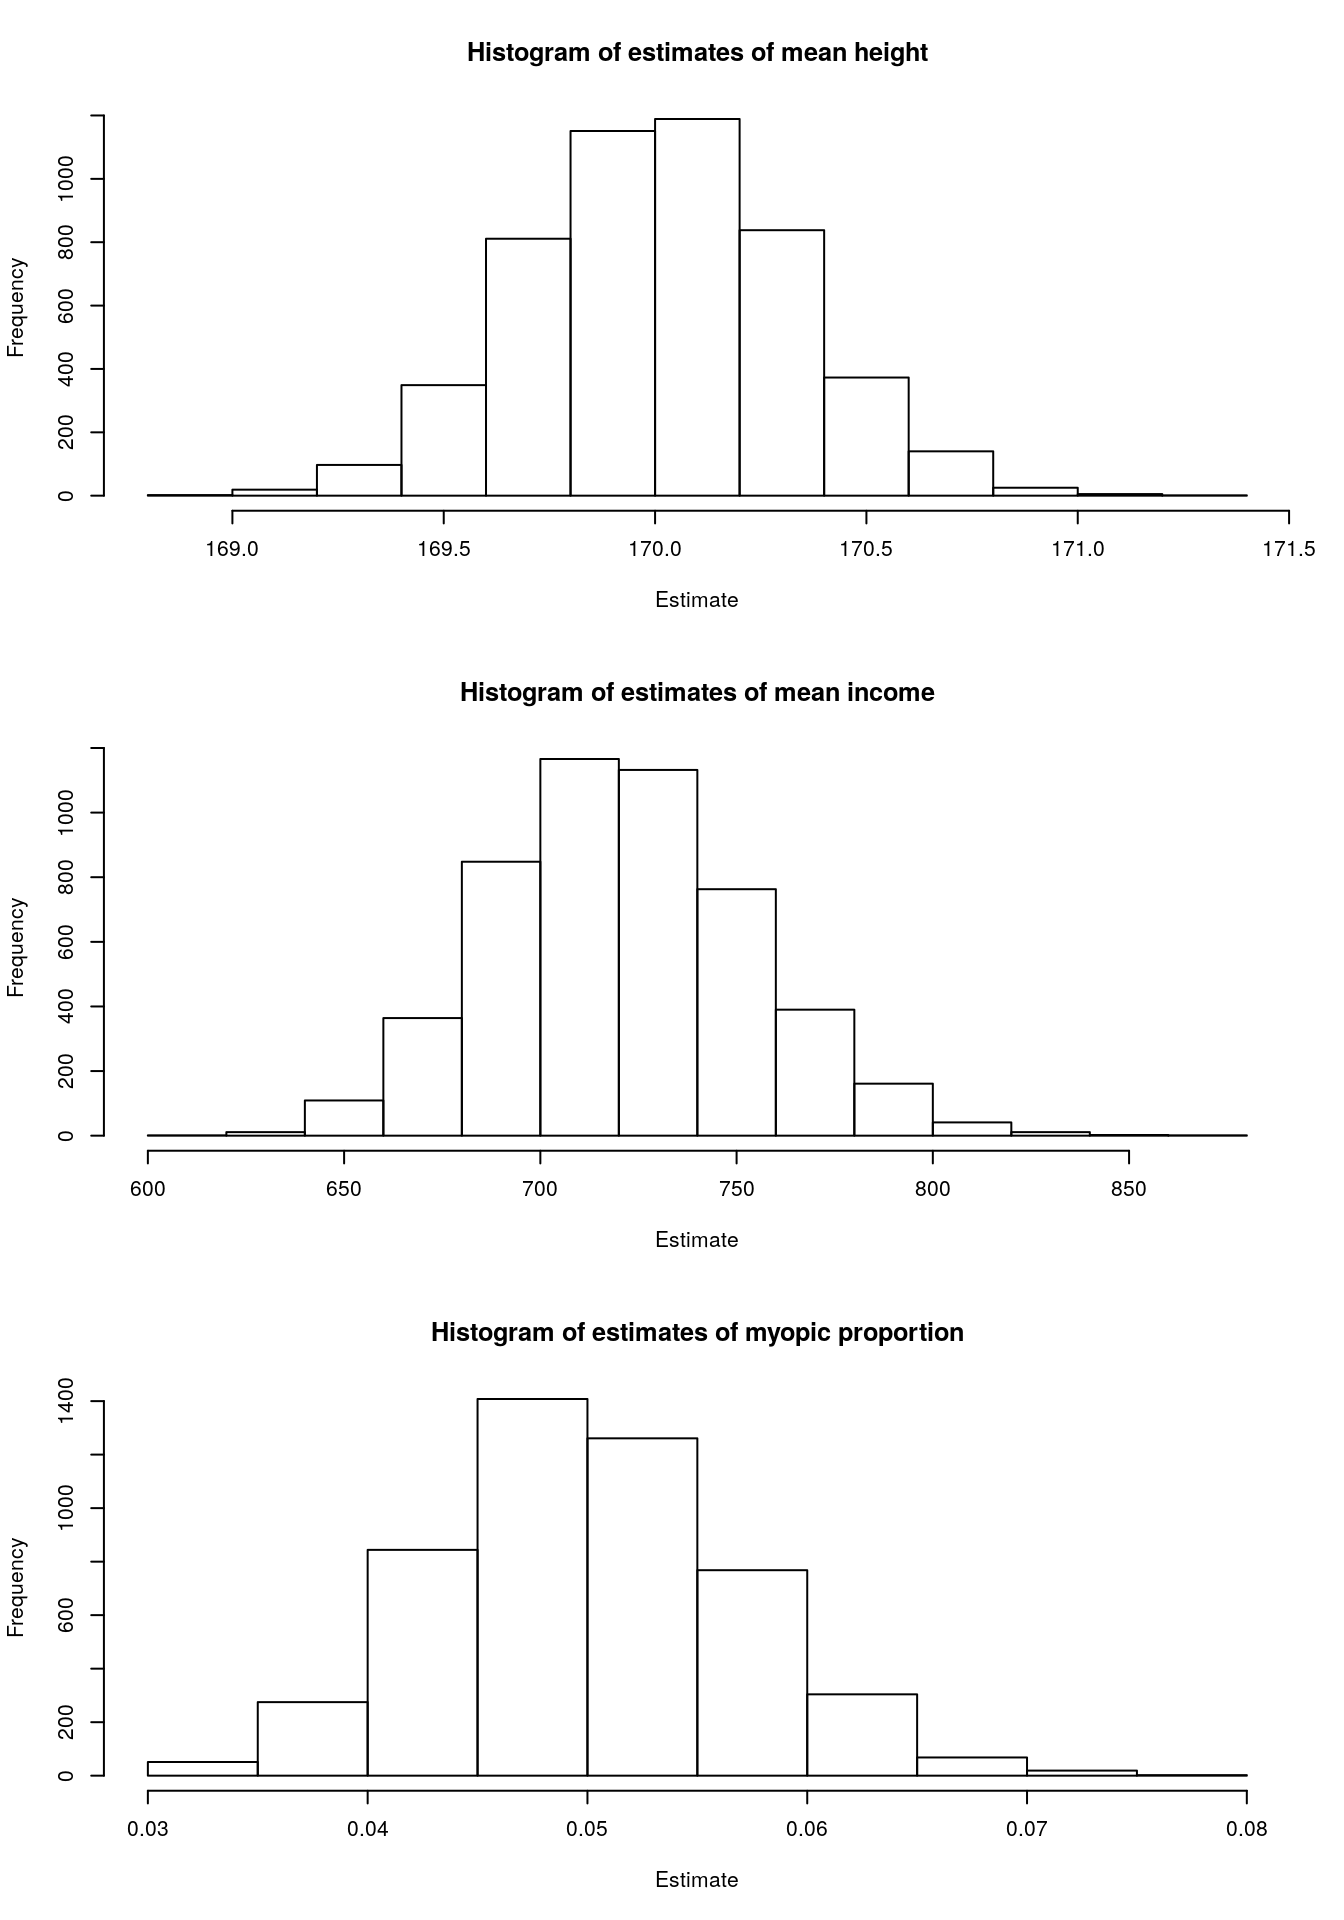 Histogram of estimates of mean height
Frequency
0 200 400 600 800 1000
169.0 169.5 170.0 170.5 171.0 171.5
Estimate
Histogram of estimates of mean income
Frequency
0 200 400 600 800 1000
600 650 700 750 800 850
Estimate
Histogram of estimates of myopic proportion
Frequency
0 200 600 1000 1400
0.03 0.04 0.05 0.06 0.07 0.08
Estimate